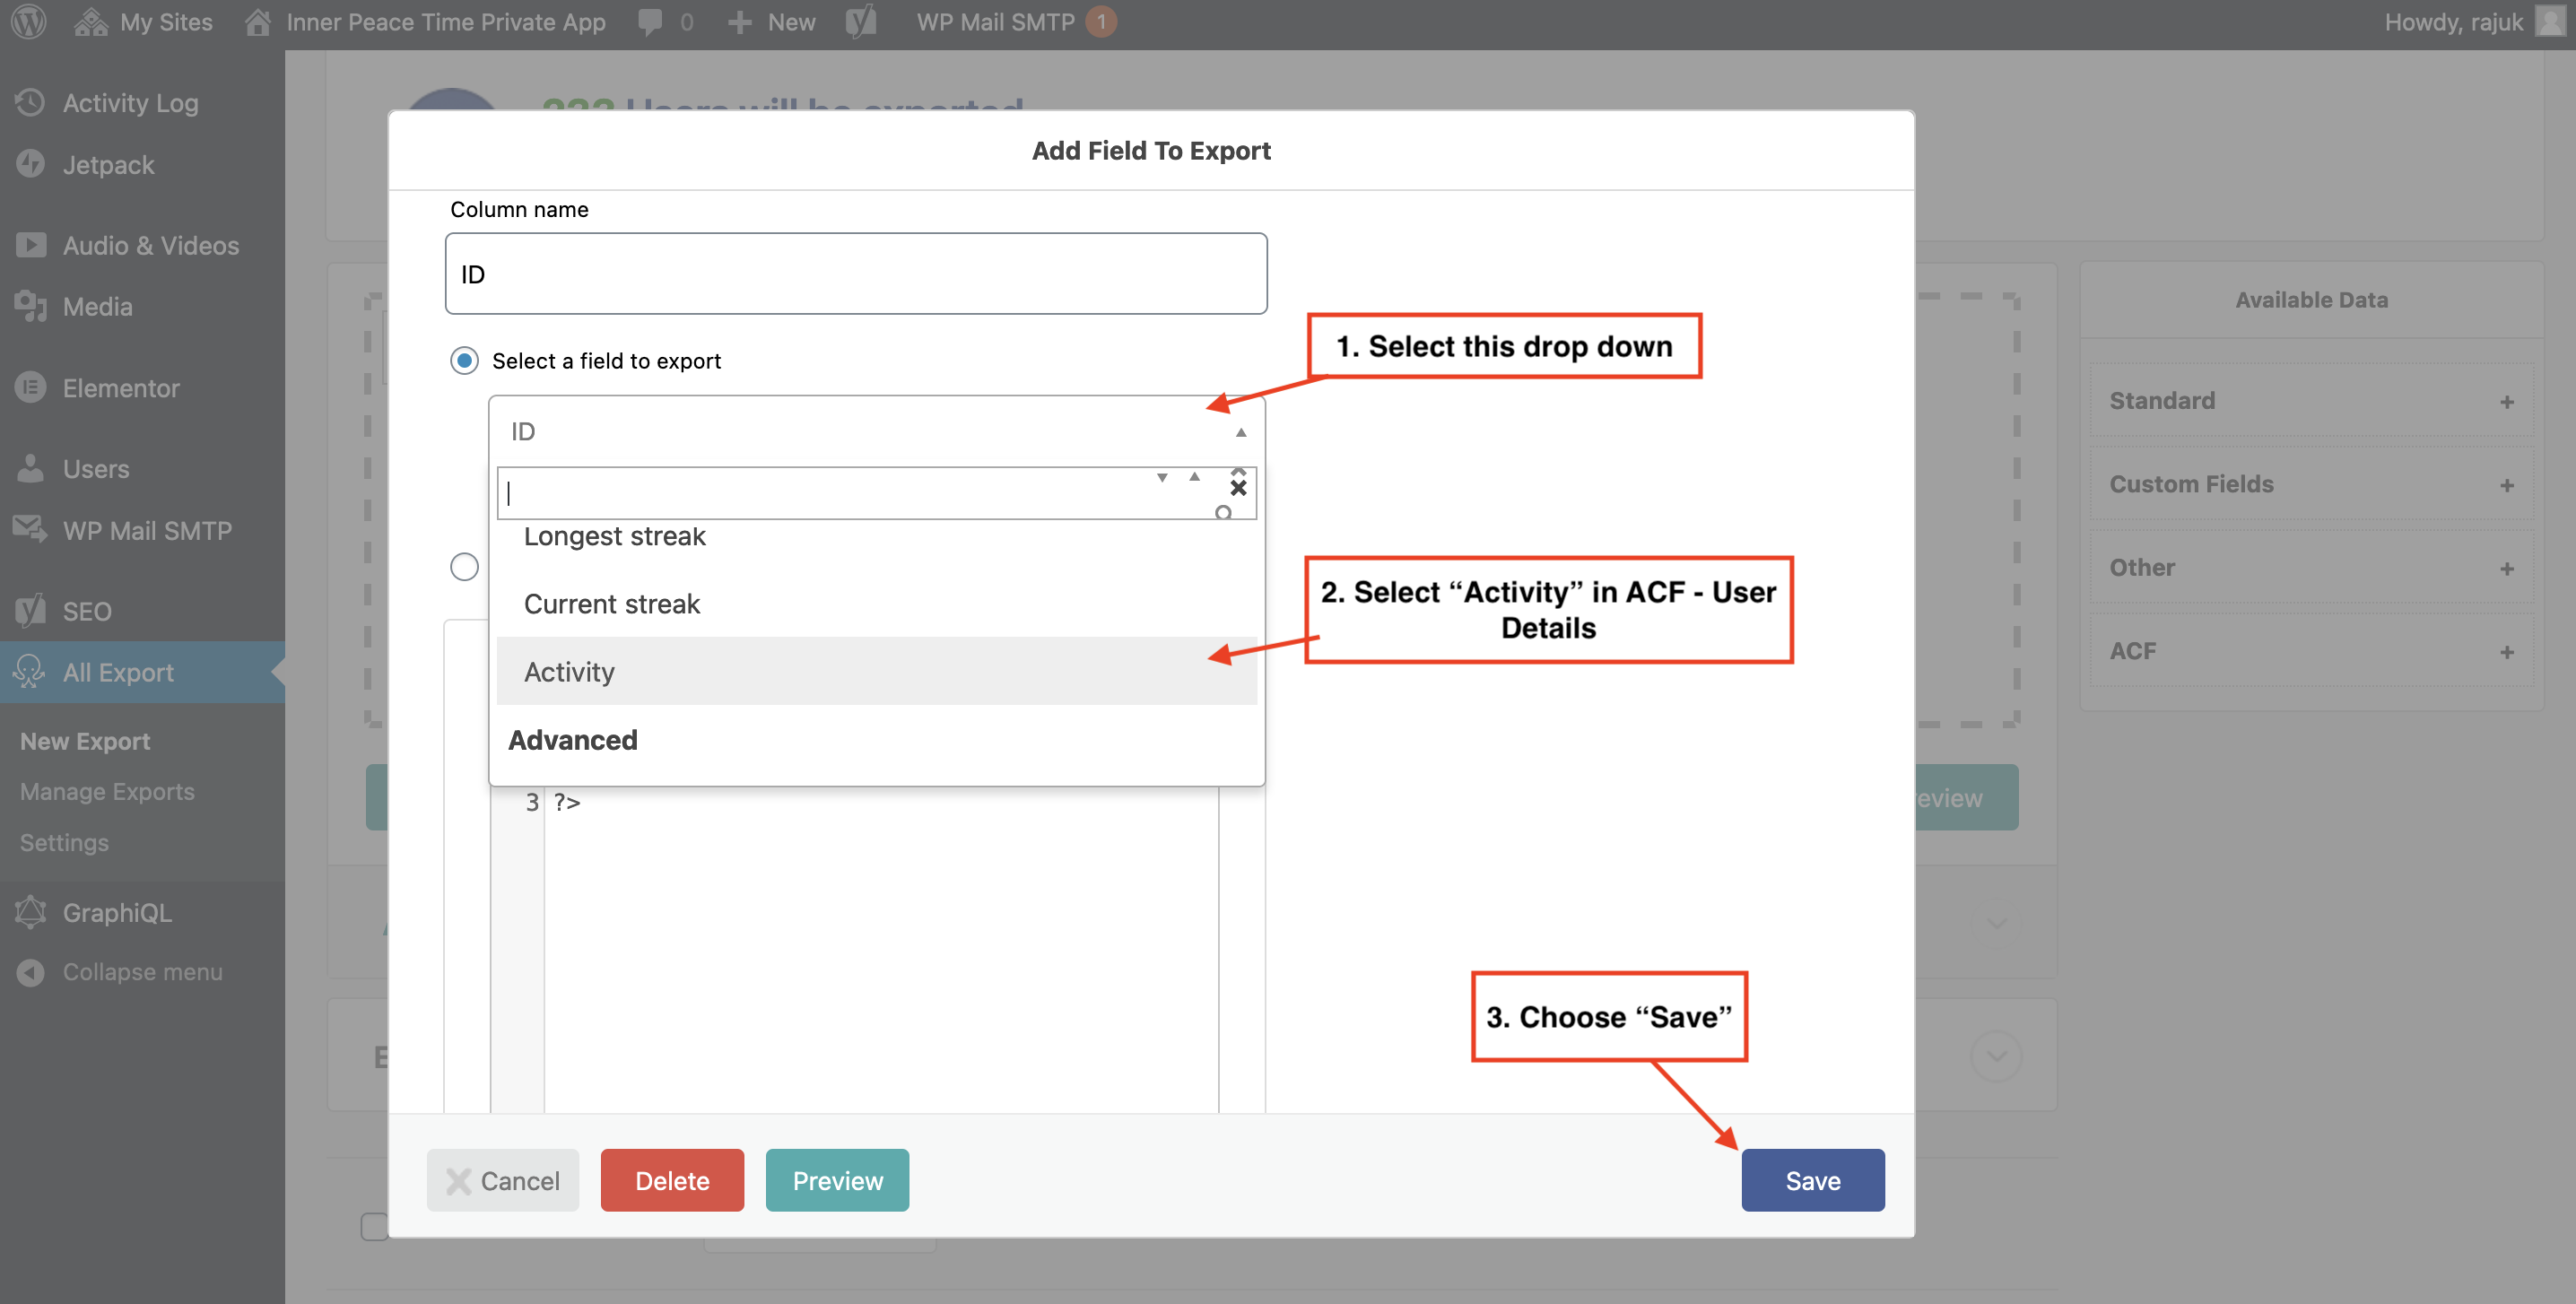 My Sites
Inner Peace Time Private App
0
New
WP Mail SMTP 1
Howdy, rajuk
Activity Log
Jetpack
Audio & Videos
Media
Elementor
Users
WP Mail SMTP
SEO
All Export
New Export
Manage Exports
Settings
GraphiQL
Collapse menu
Users will be exported
Add Field To Export
Column name
ID
Select a field to export
1. Select this drop down
ID
Longest streak
Current streak
2. Select “Activity” in ACF - User
Details
Activity
Advanced
3 ?>
3. Choose “Save”
Cancel
Delete
Preview
Save
Available Data
Standard +
Custom Fields +
Other +
ACF +
eview
E